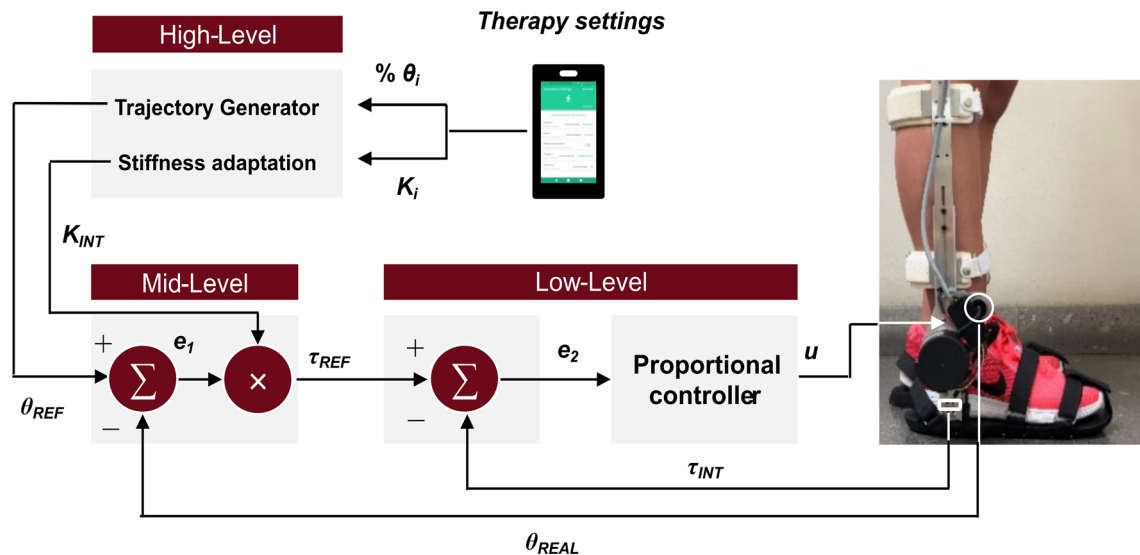 Therapy settings
High-Level
% θi
Trajectory Generator
Stiffness adaptation
Ki
KINT
Mid-Level
Low-Level
+
e1
τREF
+
e2
Proportional
controller
u
Σ
×
Σ
θREF
−
−
τINT
θREAL